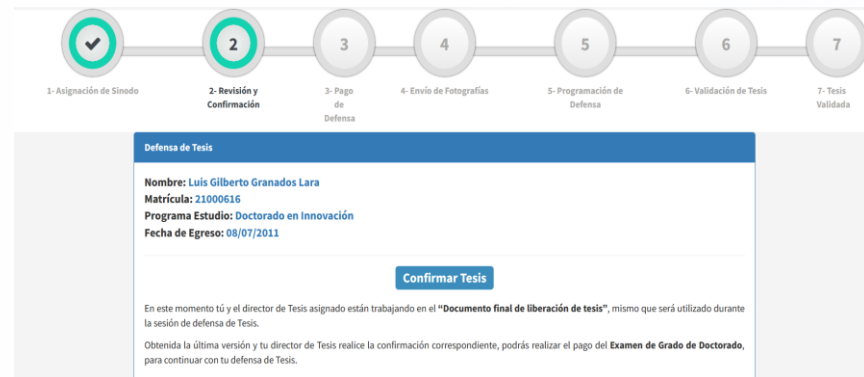 2
3
4
5
6
7
1- Asignación de Sinodo
2- Revisión y
Confirmación
3- Pago
de
Defensa
4- Envío de Fotografías
5- Programación de
Defensa
6- Validación de Tesis
7- Tesis
Validada
Defensa de Tesis
Nombre: Luis Gilberto Granados Lara
Matrícula: 21000616
Programa Estudio: Doctorado en Innovación
Fecha de Egreso: 08/07/2011
Confirmar Tesis
En este momento tú y el director de Tesis asignado están trabajando en el “Documento final de liberación de tesis”, mismo que será utilizado durante
la sesión de defensa de Tesis.
Obtenida la última versión y tu director de Tesis realice la confirmación correspondiente, podrás realizar el pago del Examen de Grado de Doctorado,
para continuar con tu defensa de Tesis.